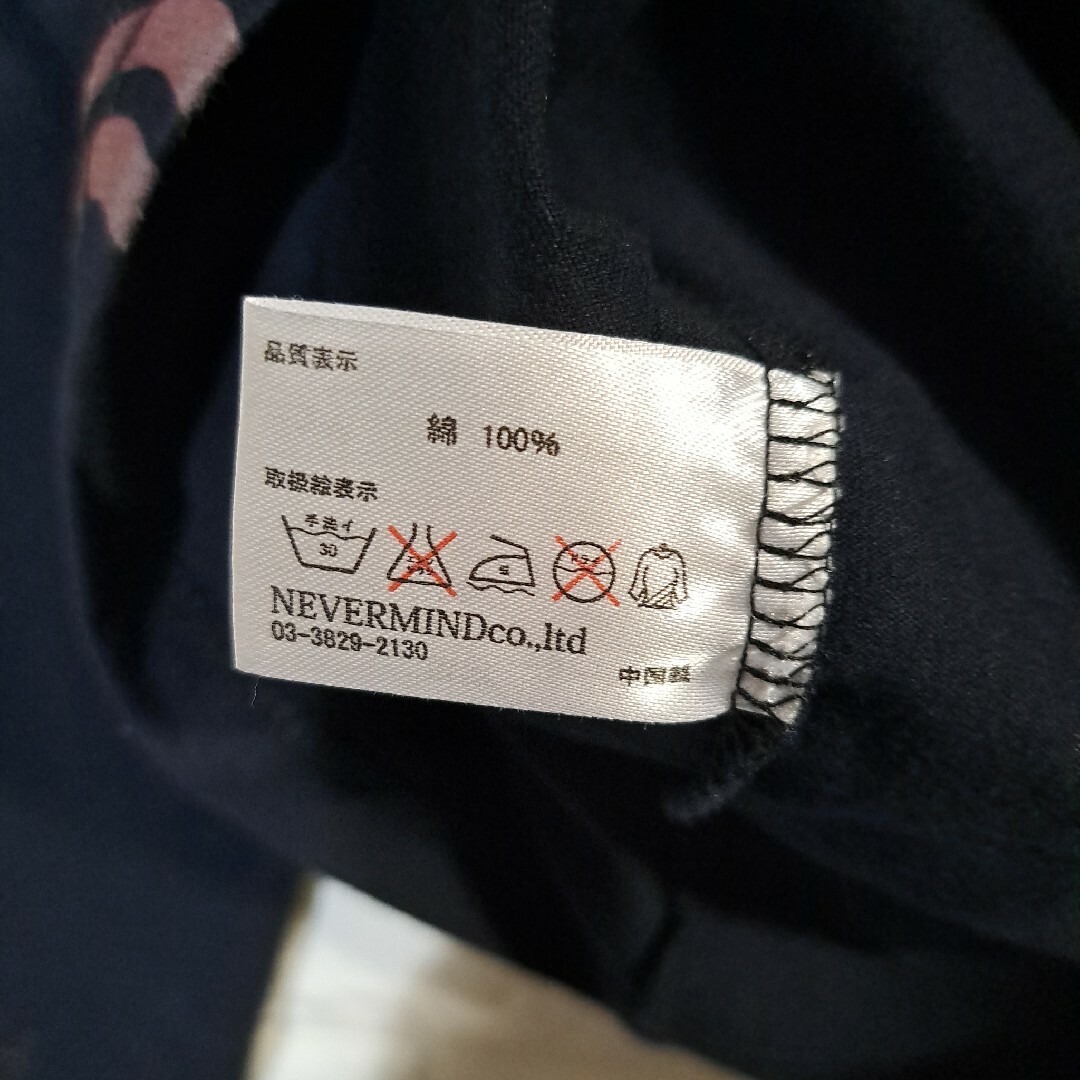 品質表示
綿 100%
取扱絵表示
手洗イ
30
NEVERMINDco.,ltd
03-3829-2130
中国製